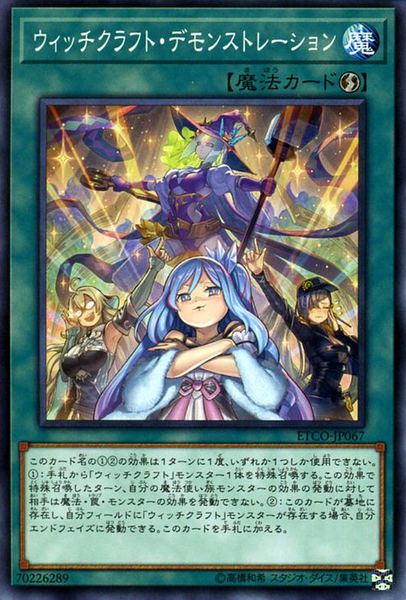 ウィッチクラフト・デモンストレーション
魔
【魔法カード】
ETCO-JP067
このカード名の①②の効果は1ターンに1度、いずれか1つしか使用できない。
①：手札から「ウィッチクラフト」モンスター1体を特殊召喚する。この効果で
特殊召喚したターン、自分の魔法使い族モンスターの効果の発動に対して
相手は魔法・罠・モンスターの効果を発動できない。②：このカードが墓地に
存在し、自分フィールドに「ウィッチクラフト」モンスターが存在する場合、自分
エンドフェイズに発動できる。このカードを手札に加える。
70226289
©高橋和希 スタジオ・ダイス/集英社